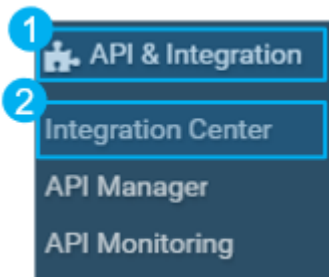 1
API & Integration
2
Integration Center
API Manager
API Monitoring